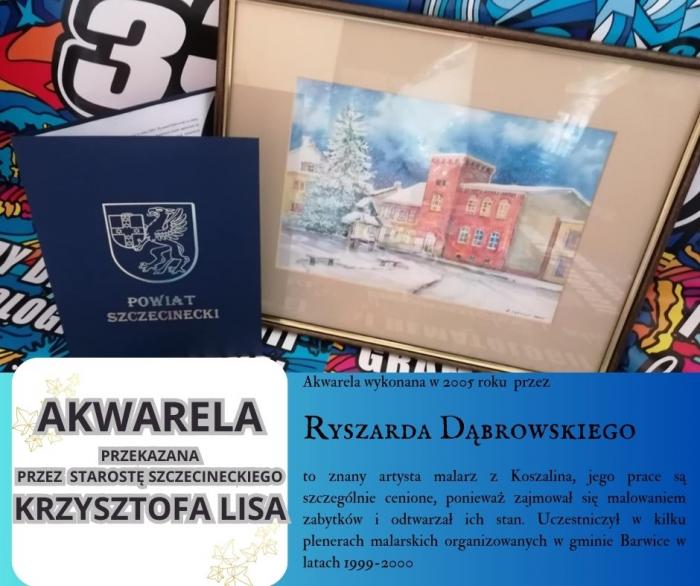 33
POWIAT
SZCZECINECKI
AKWARELA
PRZEKAZANA
PRZEZ STAROSTĘ SZCZECINECKIEGO
KRZYSZTOFA LISA
Akwarela wykonana w 2005 roku przez
Ryszarda Dąbrowskiego
to znany artysta malarz z Koszalina, jego prace są
szczególnie cenione, ponieważ zajmował się malowaniem
zabytków i odtwarzał ich stan. Uczestniczył w kilku
plenerach malarskich organizowanych w gminie Barwice w
latach 1999-2000